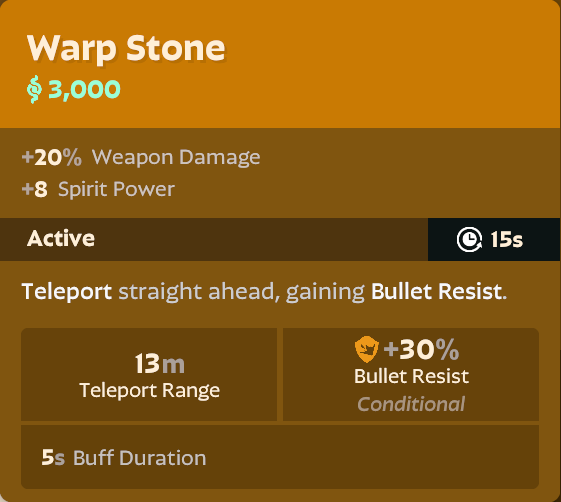 Warp Stone
3,000
+20% Weapon Damage
+8 Spirit Power
Active
15s
Teleport straight ahead, gaining Bullet Resist.
13m
Teleport Range
+30%
Bullet Resist
Conditional
5s Buff Duration